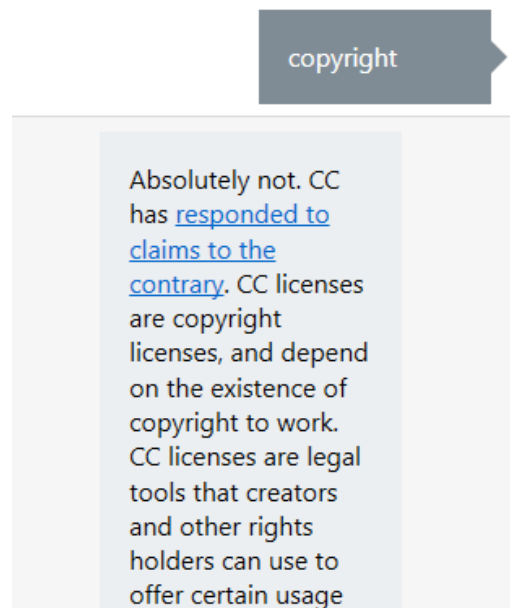 copyright
Absolutely not. CC
has responded to
claims to the
contrary. CC licenses
are copyright
licenses, and depend
on the existence of
copyright to work.
CC licenses are legal
tools that creators
and other rights
holders can use to
offer certain usage